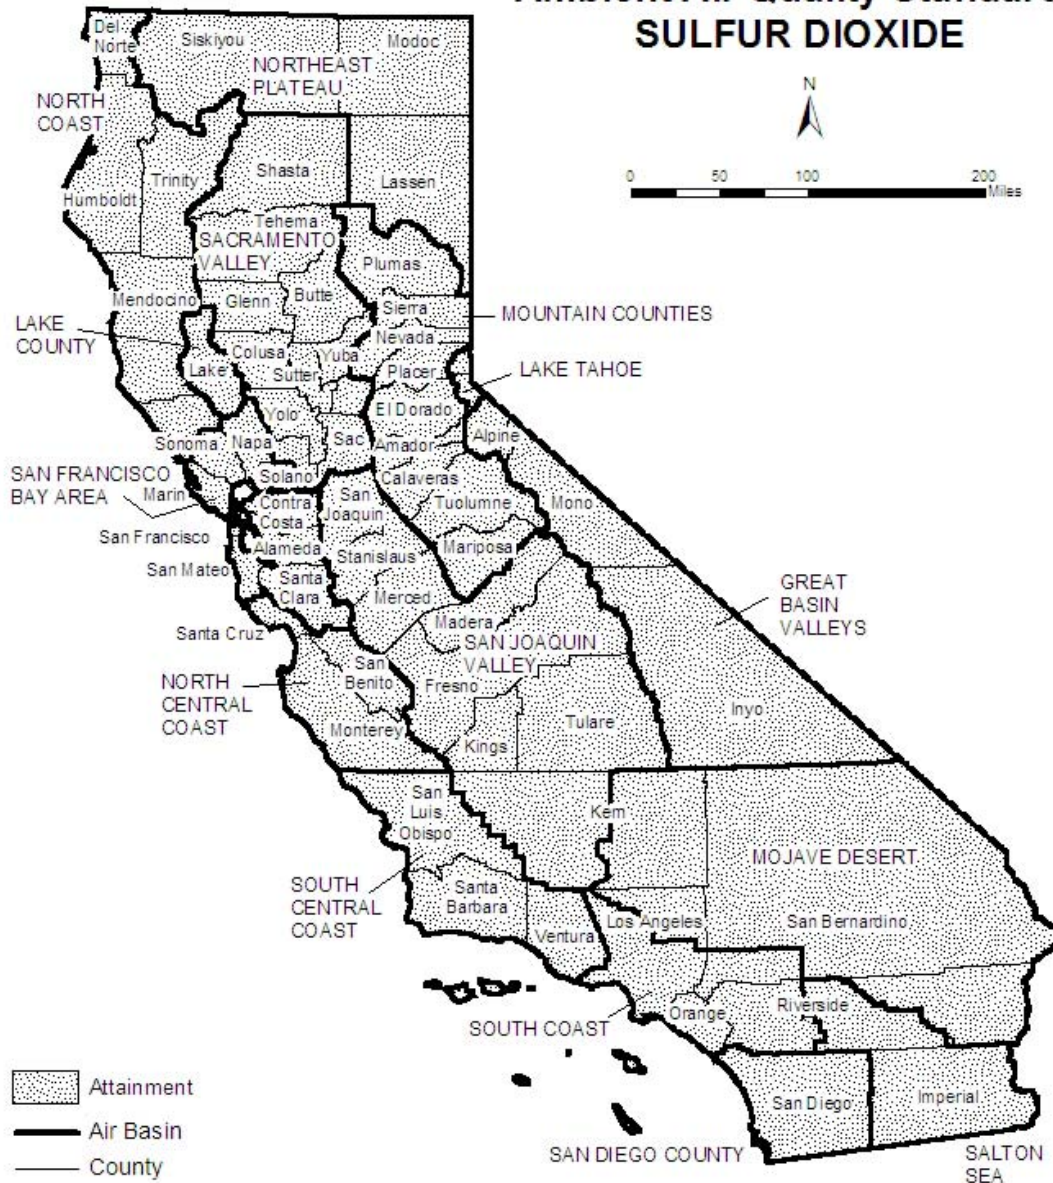 SULFUR DIOXIDE
N
0 50 100 200
Miles
Del
Norte
Siskiyou
Modoc
NORTHEAST
PLATEAU
NORTH
COAST
Humboldt
Trinity
Shasta
Lassen
Tehema
SACRAMENTO
VALLEY
Plumas
Mendocino
Glenn
Butte
Sierra
MOUNTAIN COUNTIES
LAKE
COUNTY
Nevada
Colusa
Yuba
Lake
Sutter
Placer
LAKE TAHOE
Yolo
El Dorado
Sonoma
Napa
Sac
Amador
Alpine
SAN FRANCISCO
BAY AREA
Marin
Solano
Calaveras
Contra
Costa
San
Joaquin
Tuolumne
Mono
San Francisco
Alameda
Stanislaus
Mariposa
San Mateo
Santa
Clara
Merced
GREAT
BASIN
VALLEYS
Santa Cruz
Madera
SAN JOAQUIN
VALLEY
San
Benito
NORTH
CENTRAL
COAST
Fresno
Monterey
Kings
Tulare
Inyo
San
Luis
Obispo
Kern
MOJAVE DESERT
SOUTH
CENTRAL
COAST
Santa
Barbara
Ventura
Los Angeles
San Bernardino
SOUTH COAST
Orange
Riverside
San Diego
Imperial
SAN DIEGO COUNTY
SALTON
SEA
Attainment
Air Basin
County